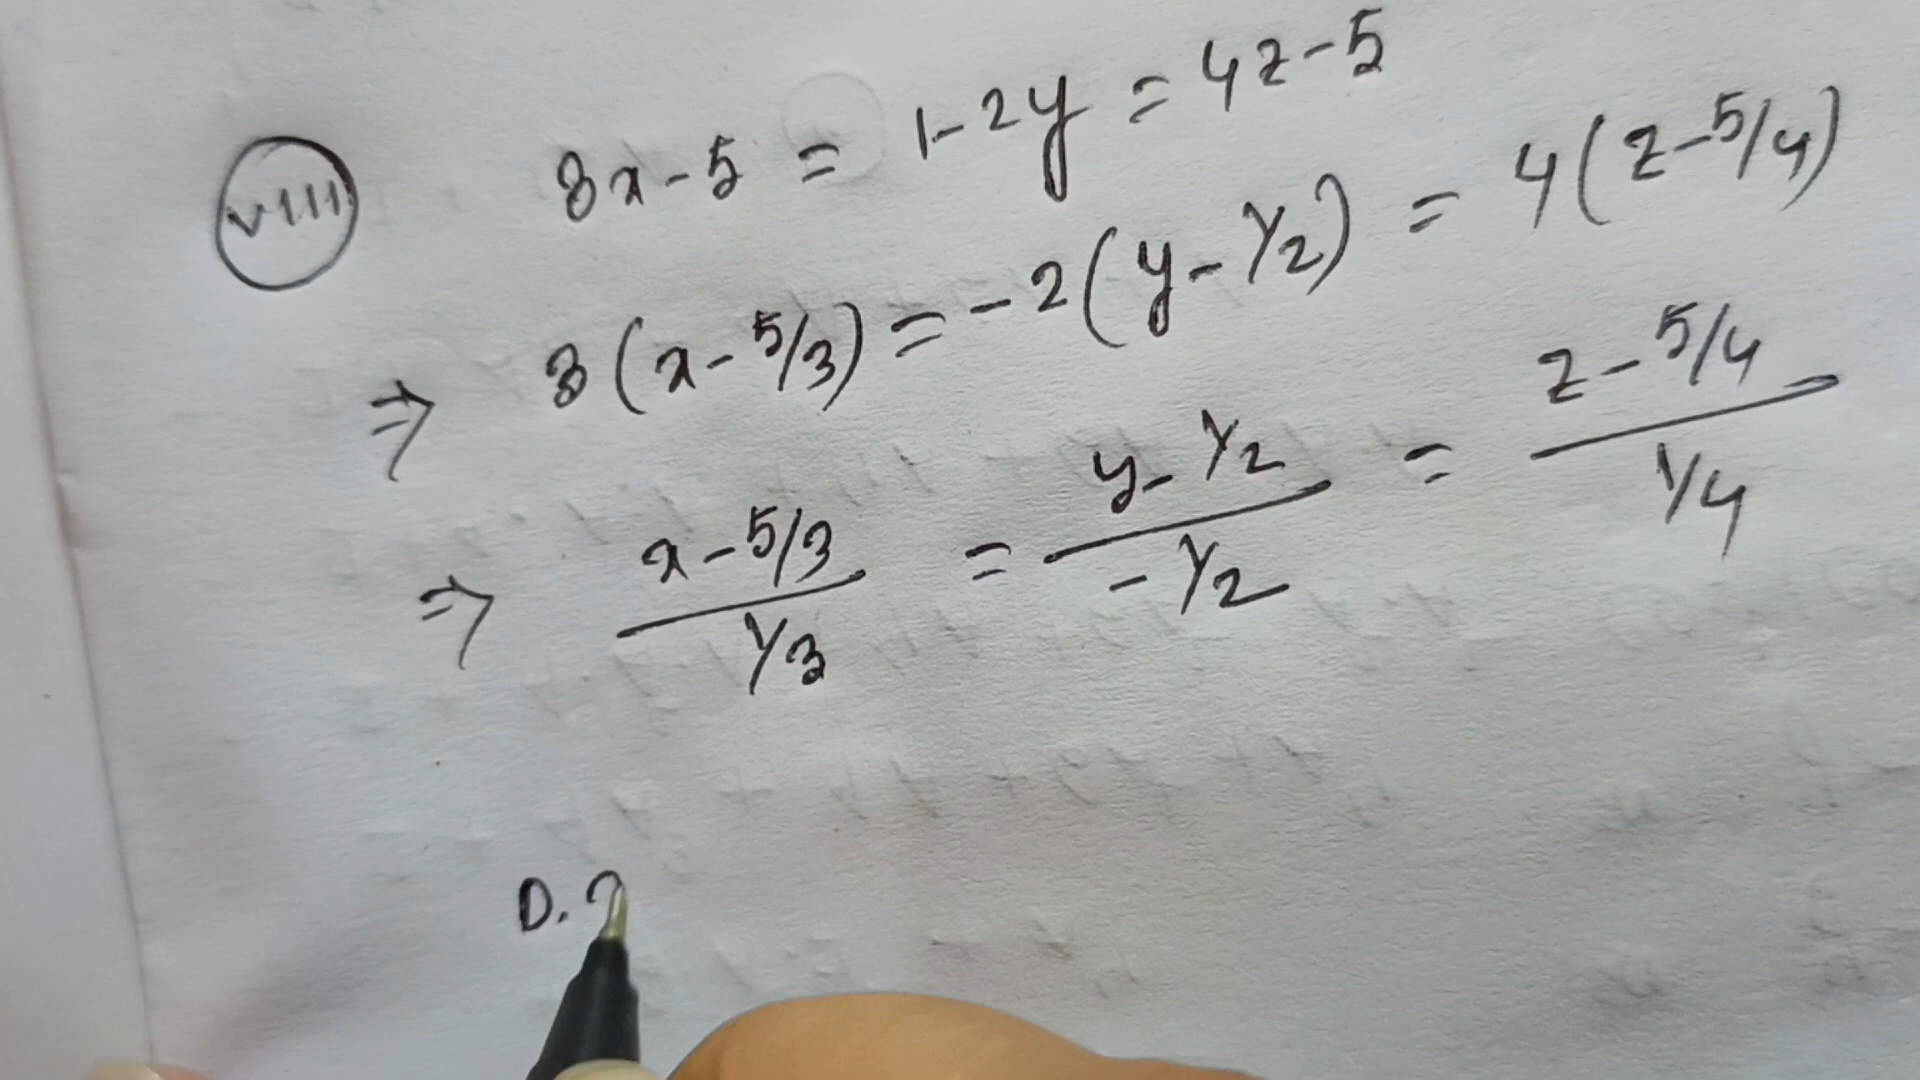 VIII 3x - 5 = 1 - 2y = 4z - 5
⇒ 3(x - 5/3) = -2(y - 1/2) = 4(z - 5/4)
⇒ (x - 5/3)/(1/3) = (y - 1/2)/(-1/2) = (z - 5/4)/(1/4)
D.